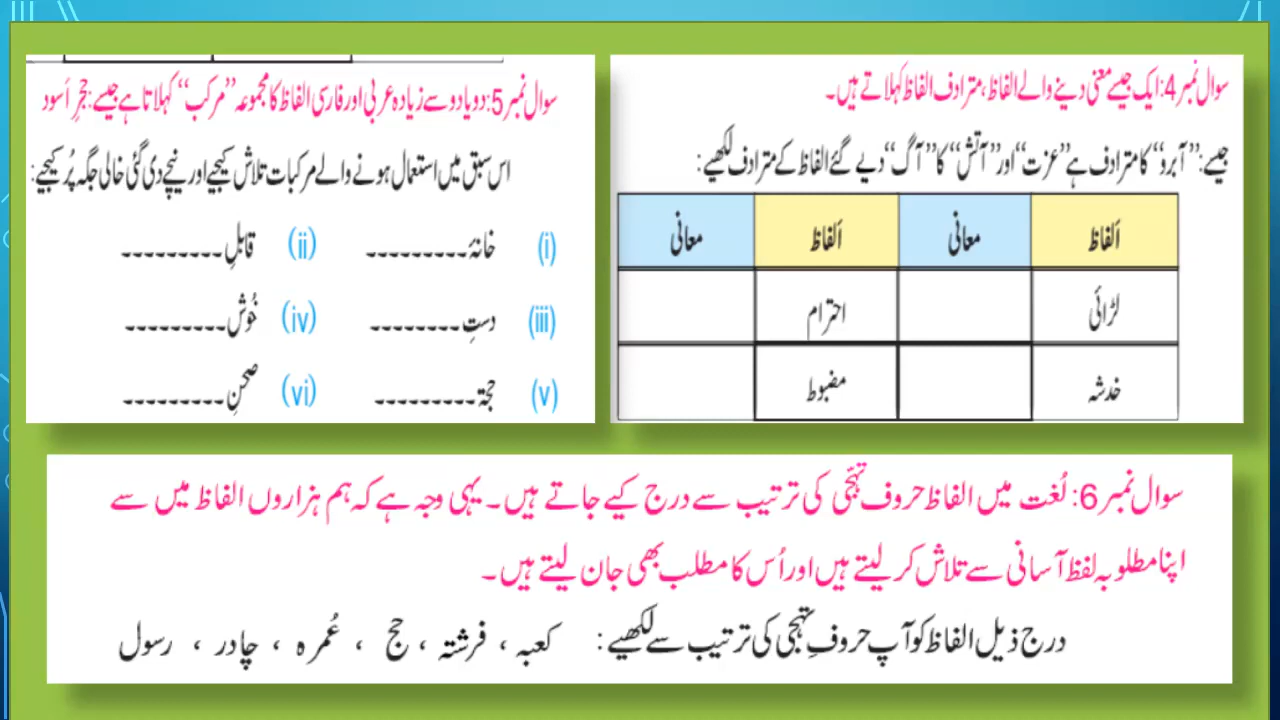 سوال نمبر 4: ایک جیسے معنی دینے والے الفاظ، مترادف الفاظ کہلاتے ہیں۔
جیسے: ”آبرو“ کا مترادف ہے ”عزت“ اور ”آتش“ کا ”آگ“ دیے گئے الفاظ کے مترادف لکھیے:
اَلفاظ معانی اَلفاظ معانی
لڑائی احترام
خدشہ مضبوط
سوال نمبر 5: دو یا دو سے زیادہ عربی اور فارسی الفاظ کا مجموعہ ”مرکب“ کہلاتا ہے جیسے: حجرِ اَسود
اس سبق میں استعمال ہونے والے مرکبات تلاش کیجیے اور نیچے دی گئی خالی جگہ پُر کیجیے:
(i) خانۂ ---------- (ii) قابلِ ----------
(iii) دستِ --------- (iv) خُوش ----------
(v) حجۃ ---------- (vi) صحنِ ----------
سوال نمبر 6: لُغت میں الفاظ حروف تہجّی کی ترتیب سے درج کیے جاتے ہیں۔ یہی وجہ ہے کہ ہم ہزاروں الفاظ میں سے
اپنا مطلوبہ لفظ آسانی سے تلاش کر لیتے ہیں اور اُس کا مطلب بھی جان لیتے ہیں۔
درج ذیل الفاظ کو آپ حروفِ تہجّی کی ترتیب سے لکھیے: کعبہ ، فرشتہ ، حج ، عُمرہ ، چادر ، رسول